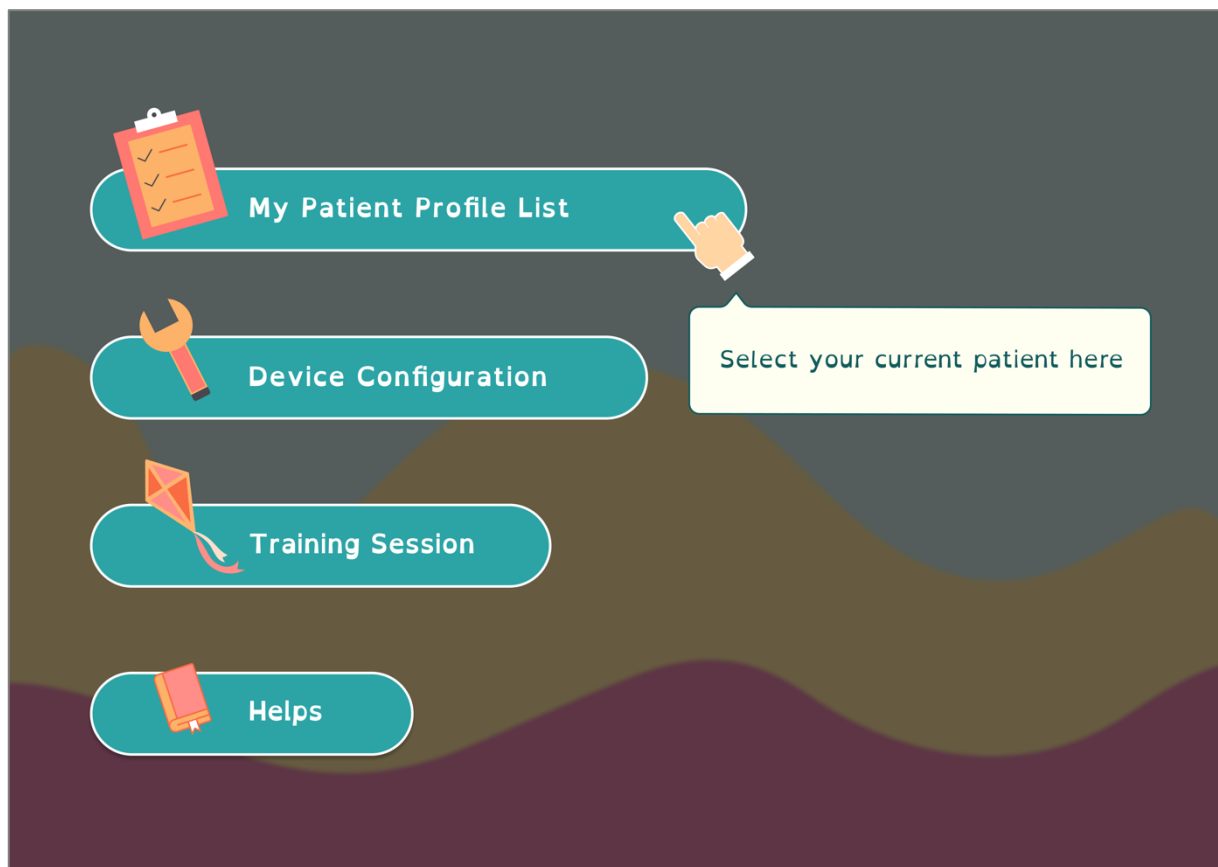 My Patient Profile List
Select your current patient here
Device Configuration
Training Session
Helps